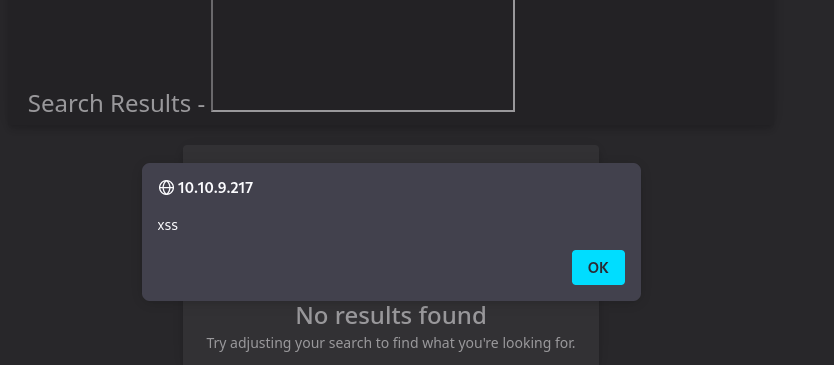 Search Results -
10.10.9.217
xss
OK
No results found
Try adjusting your search to find what you're looking for.